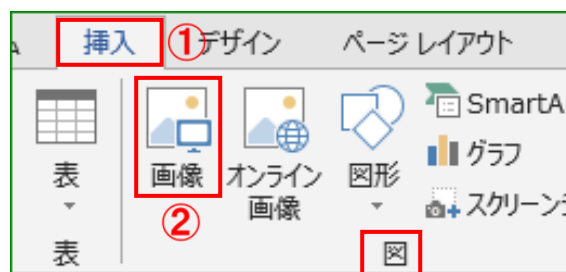 挿入 ① デザイン ページ レイアウト
表 画像 オンライン 画像 図形
SmartA
グラフ
スクリーン
②
表 図